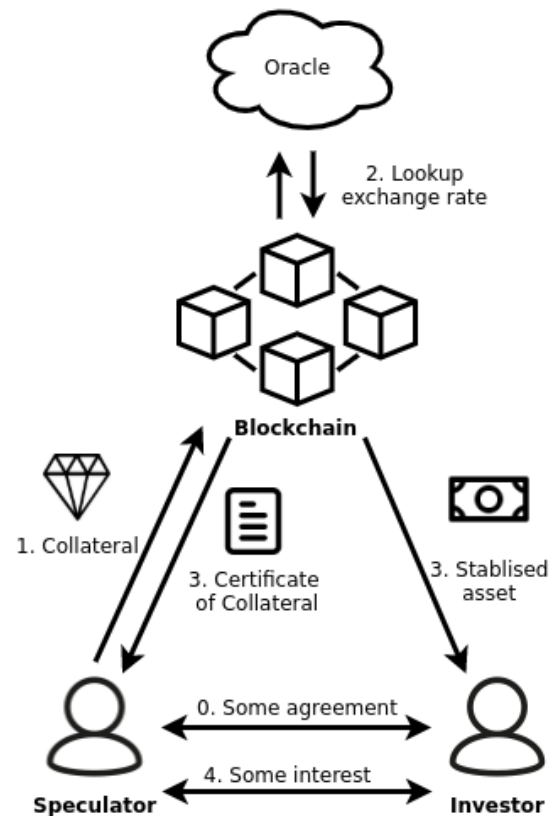 Oracle
2. Lookup
exchange rate
Blockchain
1. Collateral
3. Certificate
of Collateral
3. Stablised
asset
0. Some agreement
4. Some interest
Speculator
Investor